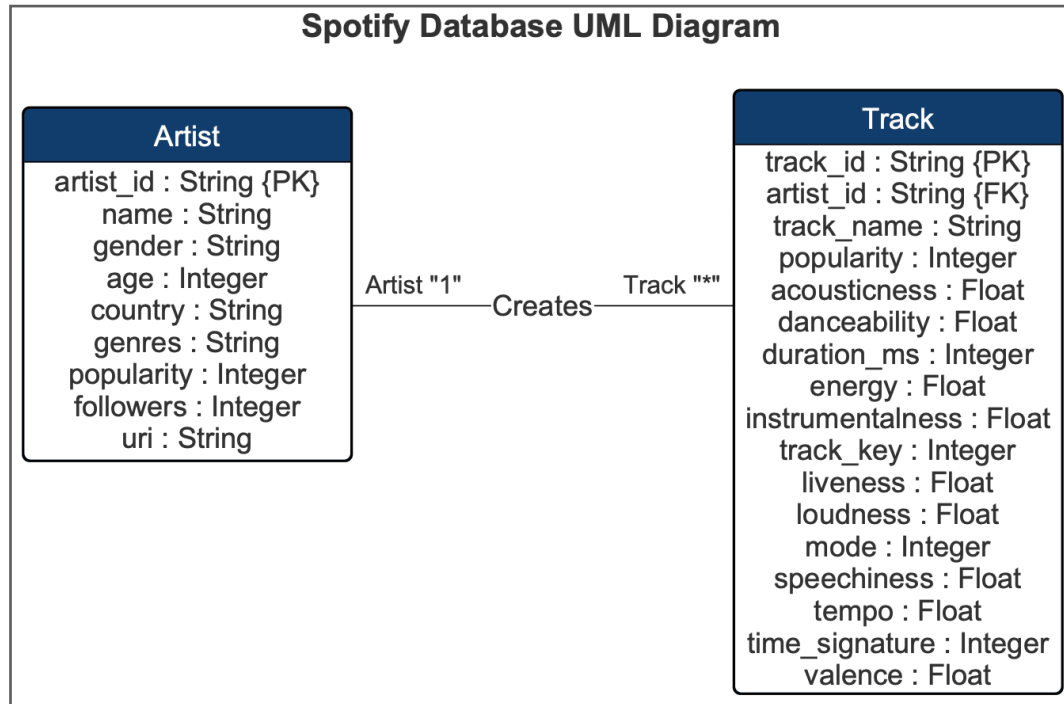 Spotify Database UML Diagram
Artist
artist_id : String {PK}
name : String
gender : String
age : Integer
country : String
genres : String
popularity : Integer
followers : Integer
uri : String
Artist "1"
Creates
Track "*"
Track
track_id : String {PK}
artist_id : String {FK}
track_name : String
popularity : Integer
acousticness : Float
danceability : Float
duration_ms : Integer
energy : Float
instrumentalness : Float
track_key : Integer
liveness : Float
loudness : Float
mode : Integer
speechiness : Float
tempo : Float
time_signature : Integer
valence : Float